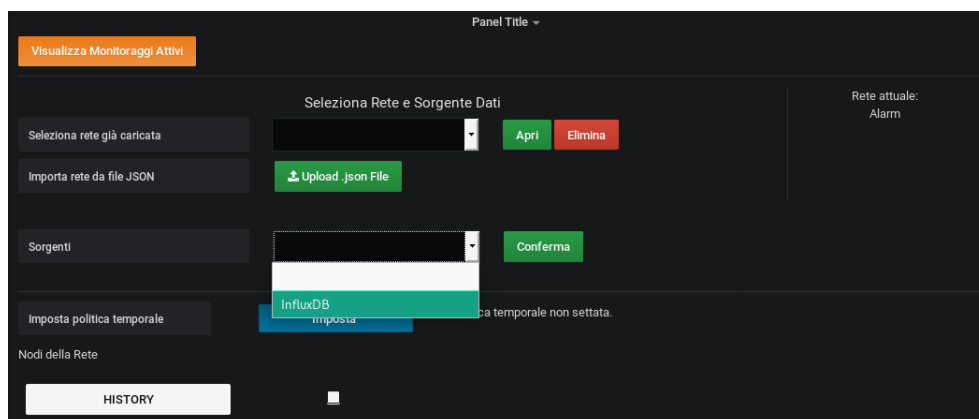 Panel Title
Visualizza Monitoraggi Attivi
Seleziona Rete e Sorgente Dati
Rete attuale:
Alarm
Seleziona rete già caricata
Apri
Elimina
Importa rete da file JSON
Upload .json File
Sorgenti
Conferma
InfluxDB
Imposta politica temporale
Imposta
temporale non settata.
Nodi della Rete
HISTORY